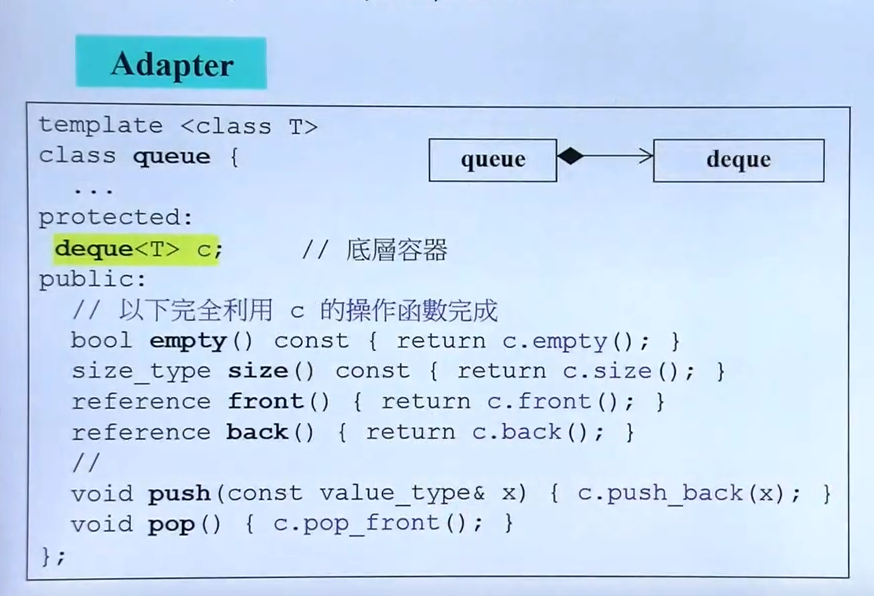 Adapter
template <class T>
class queue {
queue
deque
...
protected:
deque<T> c; // 底層容器
public:
// 以下完全利用 c 的操作函數完成
bool empty() const { return c.empty(); }
size_type size() const { return c.size(); }
reference front() { return c.front(); }
reference back() { return c.back(); }
//
void push(const value_type& x) { c.push_back(x); }
void pop() { c.pop_front(); }
};